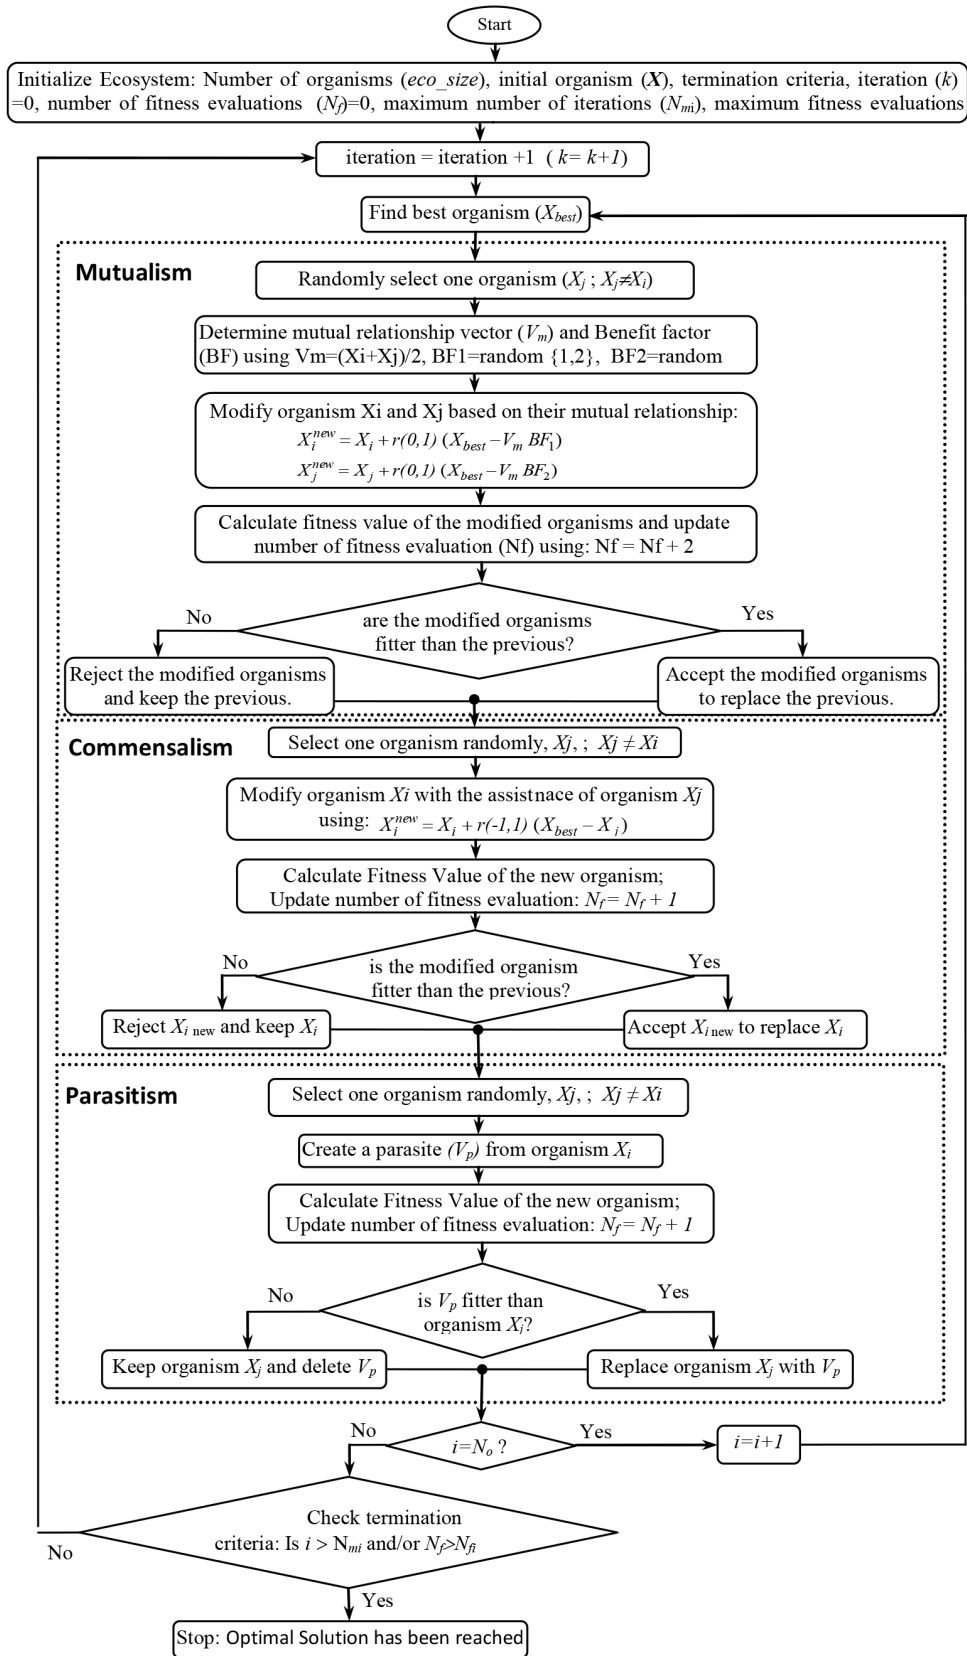 Start
Initialize Ecosystem: Number of organisms (eco_size), initial organism (X), termination criteria, iteration (k)
=0, number of fitness evaluations (Nf)=0, maximum number of iterations (Nmi), maximum fitness evaluations
iteration = iteration +1 ( k= k+1)
Find best organism (Xbest)
Mutualism
Randomly select one organism (Xj ; Xj≠Xi)
Determine mutual relationship vector (Vm) and Benefit factor
(BF) using Vm=(Xi+Xj)/2, BF1=random {1,2}, BF2=random
Modify organism Xi and Xj based on their mutual relationship:
Xi^new = Xi + r(0,1) (Xbest − Vm BF1)
Xj^new = Xj + r(0,1) (Xbest − Vm BF2)
Calculate fitness value of the modified organisms and update
number of fitness evaluation (Nf) using: Nf = Nf + 2
No
Yes
are the modified organisms
fitter than the previous?
Reject the modified organisms
and keep the previous.
Accept the modified organisms
to replace the previous.
Commensalism
Select one organism randomly, Xj, ; Xj ≠ Xi
Modify organism Xi with the assistnace of organism Xj
using: Xi^new = Xi + r(-1,1) (Xbest − Xj)
Calculate Fitness Value of the new organism;
Update number of fitness evaluation: Nf = Nf + 1
No
Yes
is the modified organism
fitter than the previous?
Reject Xi new and keep Xi
Accept Xi new to replace Xi
Parasitism
Select one organism randomly, Xj, ; Xj ≠ Xi
Create a parasite (Vp) from organism Xi
Calculate Fitness Value of the new organism;
Update number of fitness evaluation: Nf = Nf + 1
No
Yes
is Vp fitter than
organism Xj?
Keep organism Xj and delete Vp
Replace organism Xj with Vp
No
Yes
i=No ?
i=i+1
Check termination
criteria: Is i > Nmi and/or Nf>Nfi
No
Yes
Stop: Optimal Solution has been reached